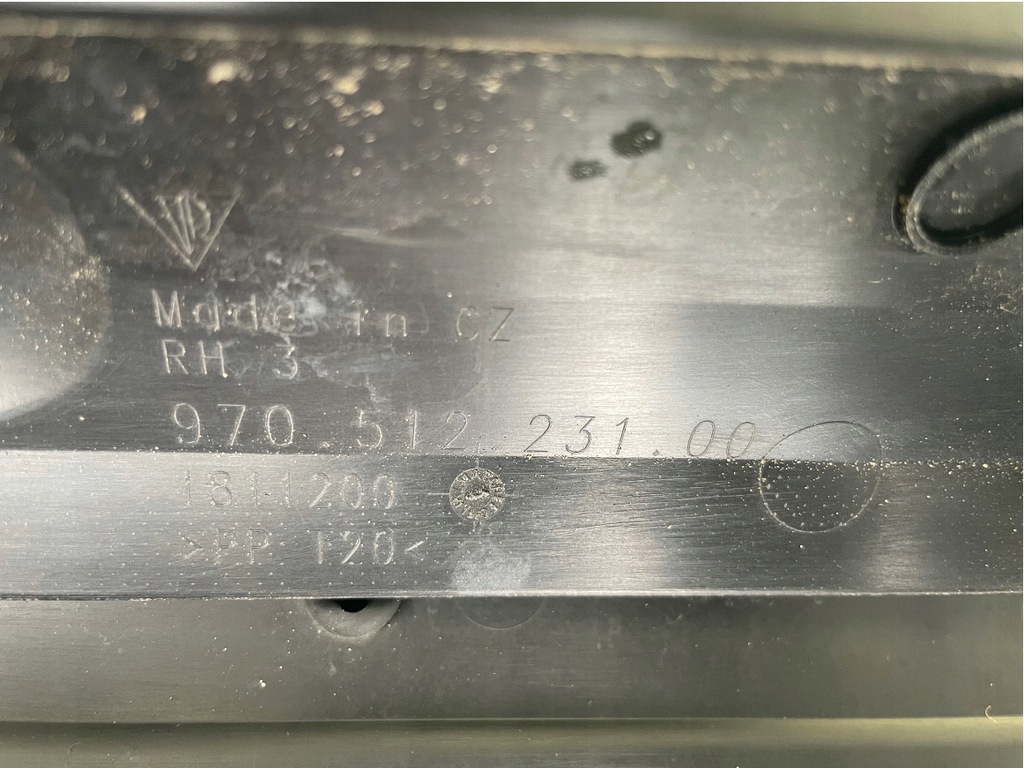 Made in CZ
RH 3
970.512.231.00
1811200
>PP T20<